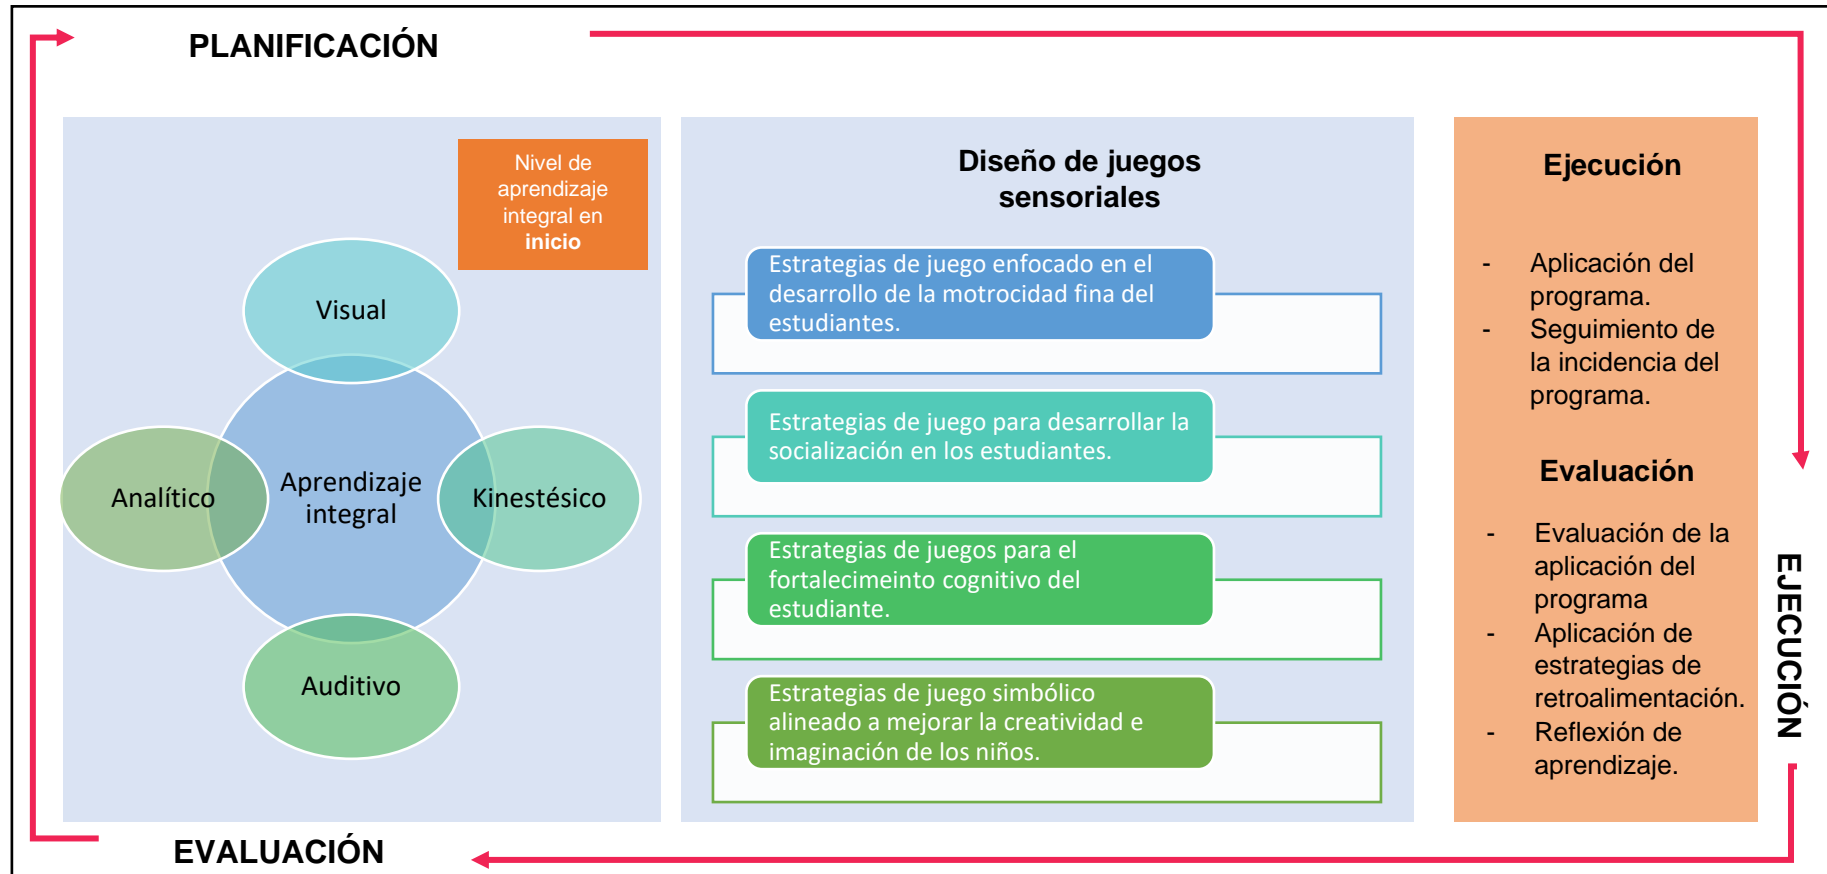 PLANIFICACIÓN
Nivel de
aprendizaje
integral en
inicio
Visual
Analítico
Aprendizaje
integral
Kinestésico
Auditivo
Diseño de juegos
sensoriales
Estrategias de juego enfocado en el
desarrollo de la motrocidad fina del
estudiantes.
Estrategias de juego para desarrollar la
socialización en los estudiantes.
Estrategias de juegos para el
fortalecimeinto cognitivo del
estudiante.
Estrategias de juego simbólico
alineado a mejorar la creatividad e
imaginación de los niños.
Ejecución
- Aplicación del
programa.
- Seguimiento de
la incidencia del
programa.
Evaluación
- Evaluación de la
aplicación del
programa
- Aplicación de
estrategias de
retroalimentación.
- Reflexión de
aprendizaje.
EJECUCIÓN
EVALUACIÓN